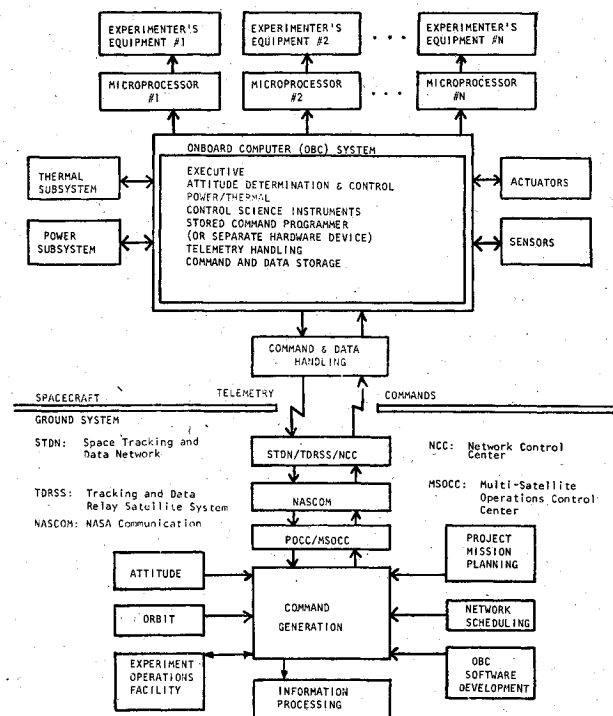 EXPERIMENTER'S
EQUIPMENT #1
EXPERIMENTER'S
EQUIPMENT #2
EXPERIMENTER'S
EQUIPMENT #N
MICROPROCESSOR
#1
MICROPROCESSOR
#2
MICROPROCESSOR
#N
ONBOARD COMPUTER (OBC) SYSTEM
EXECUTIVE
ATTITUDE DETERMINATION & CONTROL
POWER/THERMAL
CONTROL SCIENCE INSTRUMENTS
STORED COMMAND PROGRAMMER
(OR SEPARATE HARDWARE DEVICE)
TELEMETRY HANDLING
COMMAND AND DATA STORAGE
THERMAL
SUBSYSTEM
POWER
SUBSYSTEM
ACTUATORS
SENSORS
COMMAND & DATA
HANDLING
SPACECRAFT
TELEMETRY
COMMANDS
GROUND SYSTEM
STDN: Space Tracking and
Data Network
TDRSS: Tracking and Data
Relay Satellite System
NASCOM: NASA Communication
STDN/TDRSS/NCC
NASCOM
POCC/MSOCC
NCC: Network Control
Center
MSOCC: Multi-Satellite
Operations Control
Center
ATTITUDE
ORBIT
EXPERIMENT
OPERATIONS
FACILITY
COMMAND
GENERATION
INFORMATION
PROCESSING
PROJECT
MISSION
PLANNING
NETWORK
SCHEDULING
OBC
SOFTWARE
DEVELOPMENT